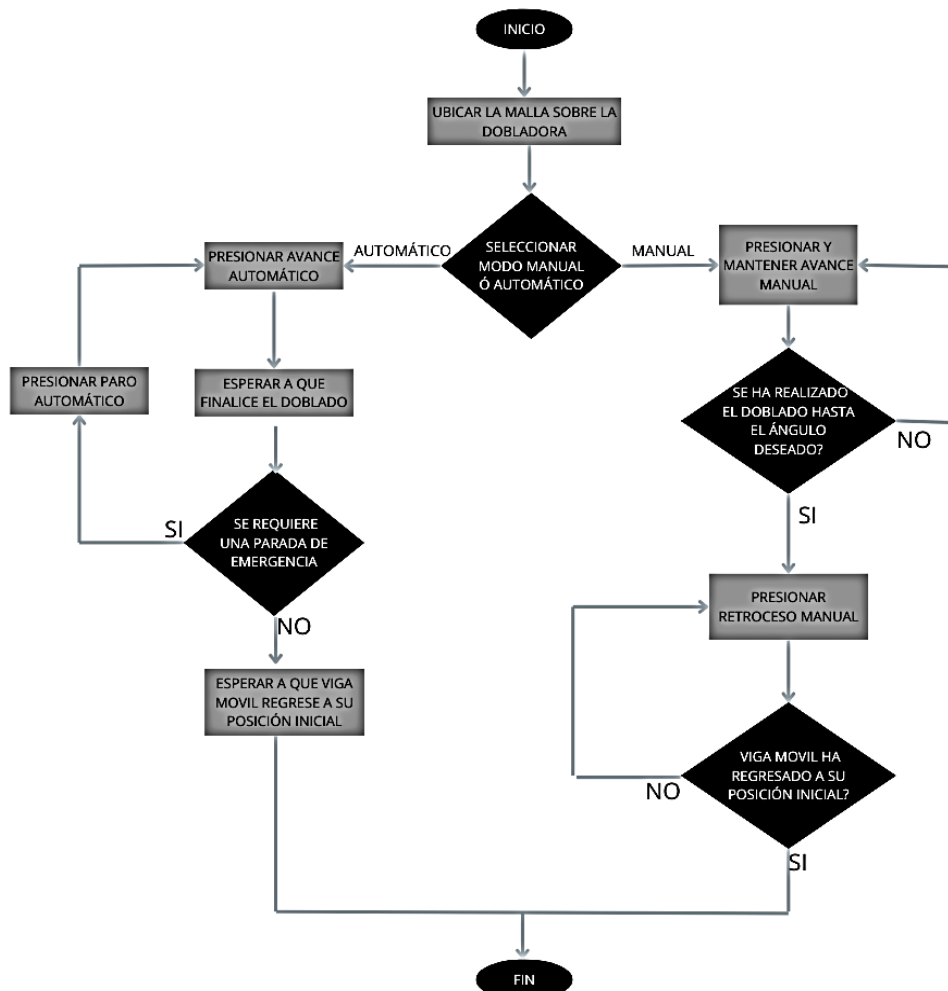 INICIO
UBICAR LA MALLA SOBRE LA
DOBLADORA
SELECCIONAR
MODO MANUAL
Ó AUTOMÁTICO
AUTOMÁTICO
MANUAL
PRESIONAR AVANCE
AUTOMÁTICO
ESPERAR A QUE
FINALICE EL DOBLADO
PRESIONAR PARO
AUTOMÁTICO
SE REQUIERE
UNA PARADA DE
EMERGENCIA
SI
NO
ESPERAR A QUE VIGA
MOVIL REGRESE A SU
POSICIÓN INICIAL
PRESIONAR Y
MANTENER AVANCE
MANUAL
SE HA REALIZADO
EL DOBLADO HASTA
EL ÁNGULO
DESEADO?
NO
SI
PRESIONAR
RETROCESO MANUAL
VIGA MOVIL HA
REGRESADO A SU
POSICIÓN INICIAL?
NO
SI
FIN